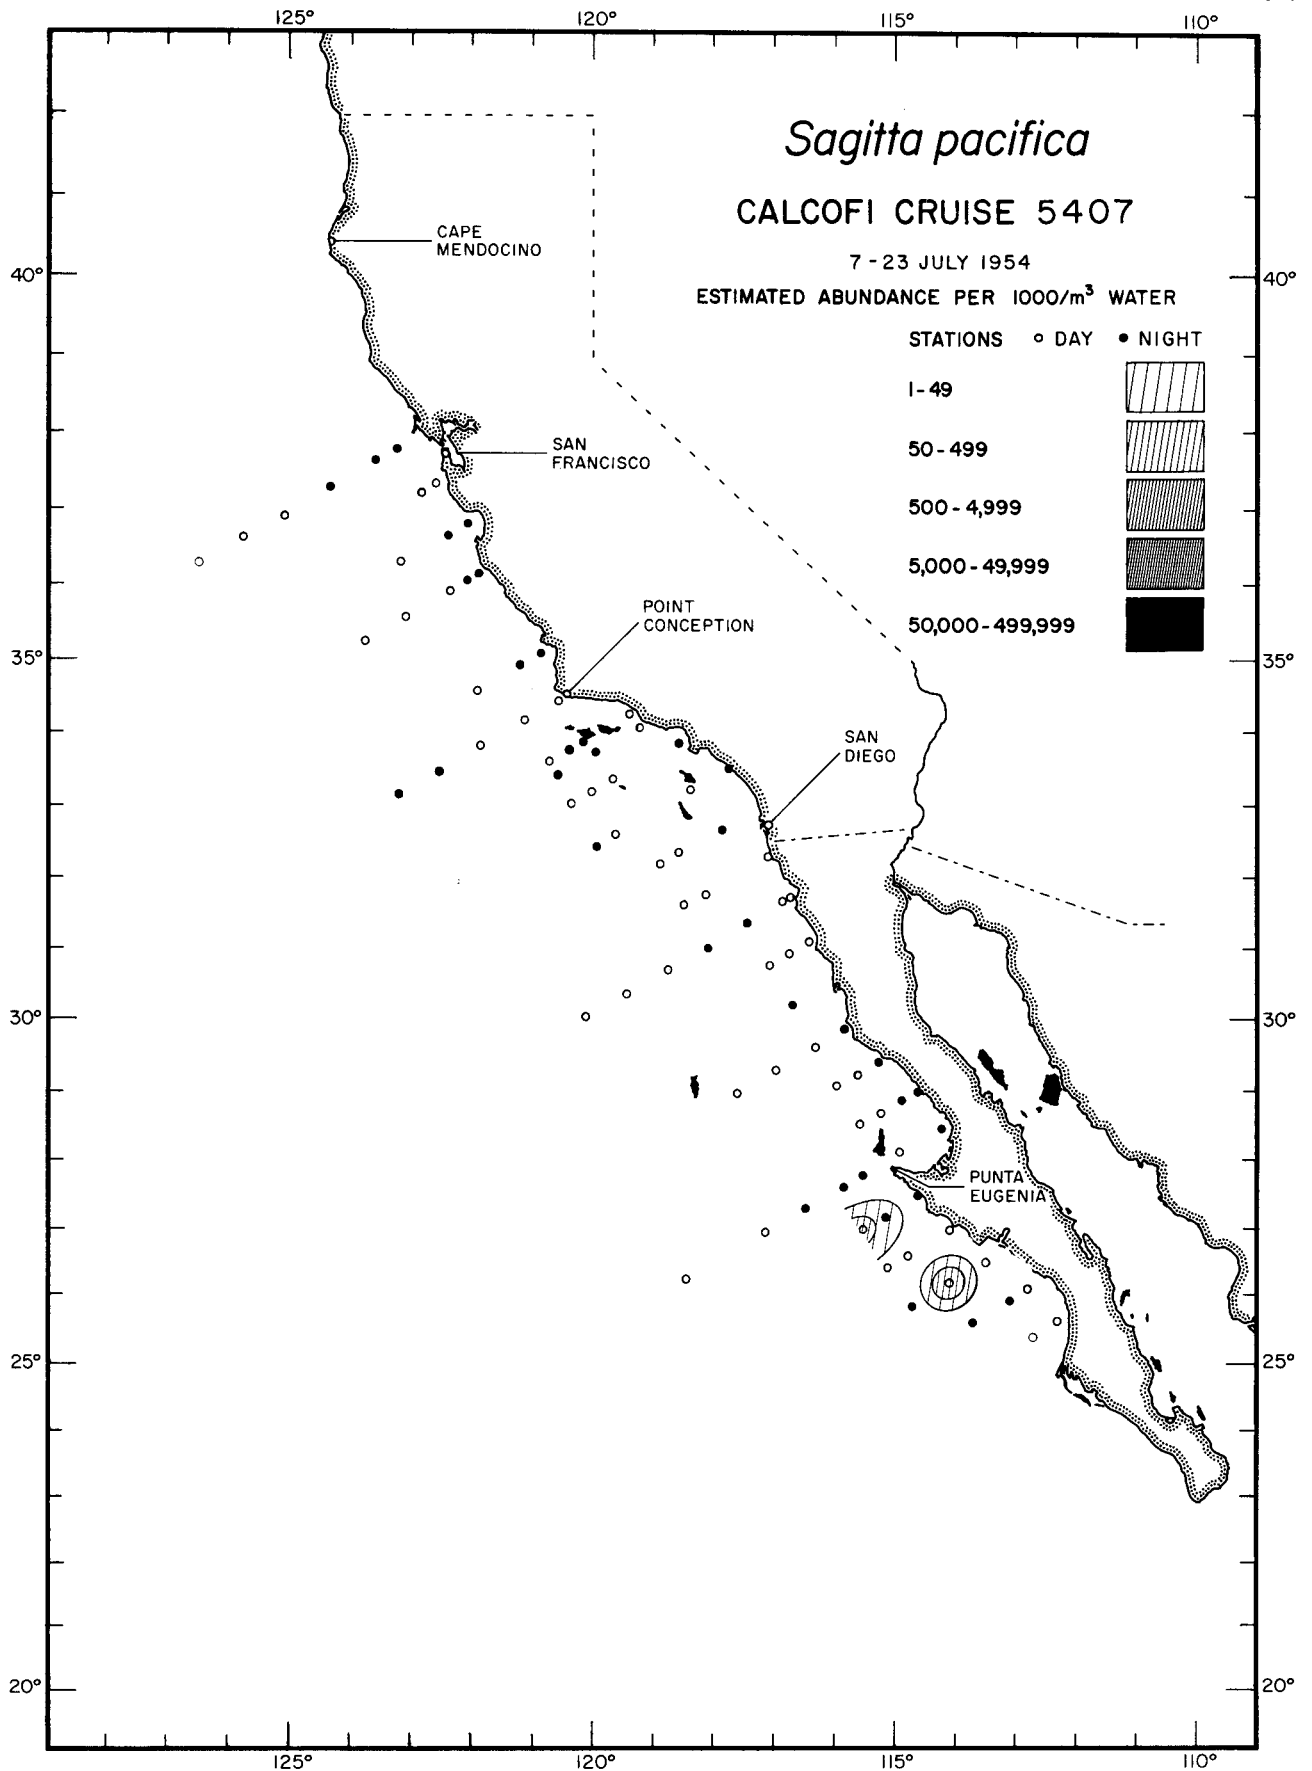 125° 120° 115° 110°
Sagitta pacifica
CALCOFI CRUISE 5407
7-23 JULY 1954
ESTIMATED ABUNDANCE PER 1000/m³ WATER
STATIONS DAY NIGHT
1-49
50-499
500-4,999
5,000-49,999
50,000-499,999
CAPE
MENDOCINO
40° 40°
SAN
FRANCISCO
POINT
CONCEPTION
35° 35°
SAN
DIEGO
30° 30°
PUNTA
EUGENIA
25° 25°
20° 20°
125° 120° 115° 110°